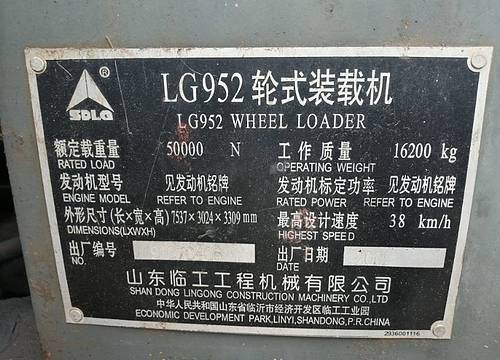 SDLG ®
LG952 轮式装载机
LG952 WHEEL LOADER
额定载重量 50000 N 工作质量 16200 kg
RATED LOAD OPERATING WEIGHT
发动机型号 见发动机铭牌 发动机标定功率 见发动机铭牌
ENGINE MODEL REFER TO ENGINE RATED POWER REFER TO ENGINE
外形尺寸(长×宽×高) 7537×3024×3309 mm 最高设计速度 38 km/h
DIMENSIONS(LXWXH) HIGHEST SPEED
出厂编号 出厂日期
NO. DATE
山东临工工程机械有限公司
SHAN DONG LINGONG CONSTRUCTION MACHINERY CO.,LTD
中华人民共和国山东省临沂市经济开发区临工工业园
ECONOMIC DEVELOPMENT PARK,LINYI,SHANDONG,P.R.CHINA
2936001116